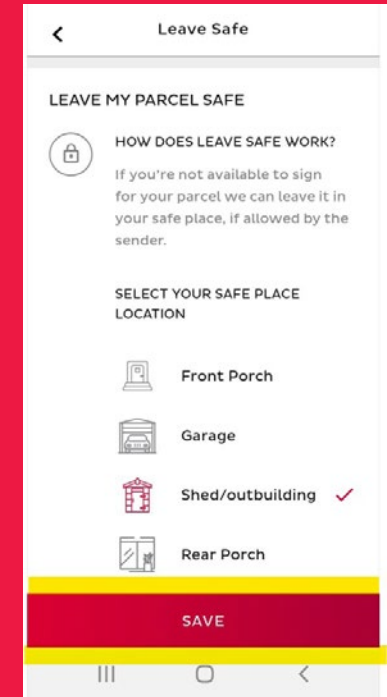 Leave Safe
LEAVE MY PARCEL SAFE
HOW DOES LEAVE SAFE WORK?
If you're not available to sign
for your parcel we can leave it in
your safe place, if allowed by the
sender.
SELECT YOUR SAFE PLACE
LOCATION
Front Porch
Garage
Shed/outbuilding
Rear Porch
SAVE